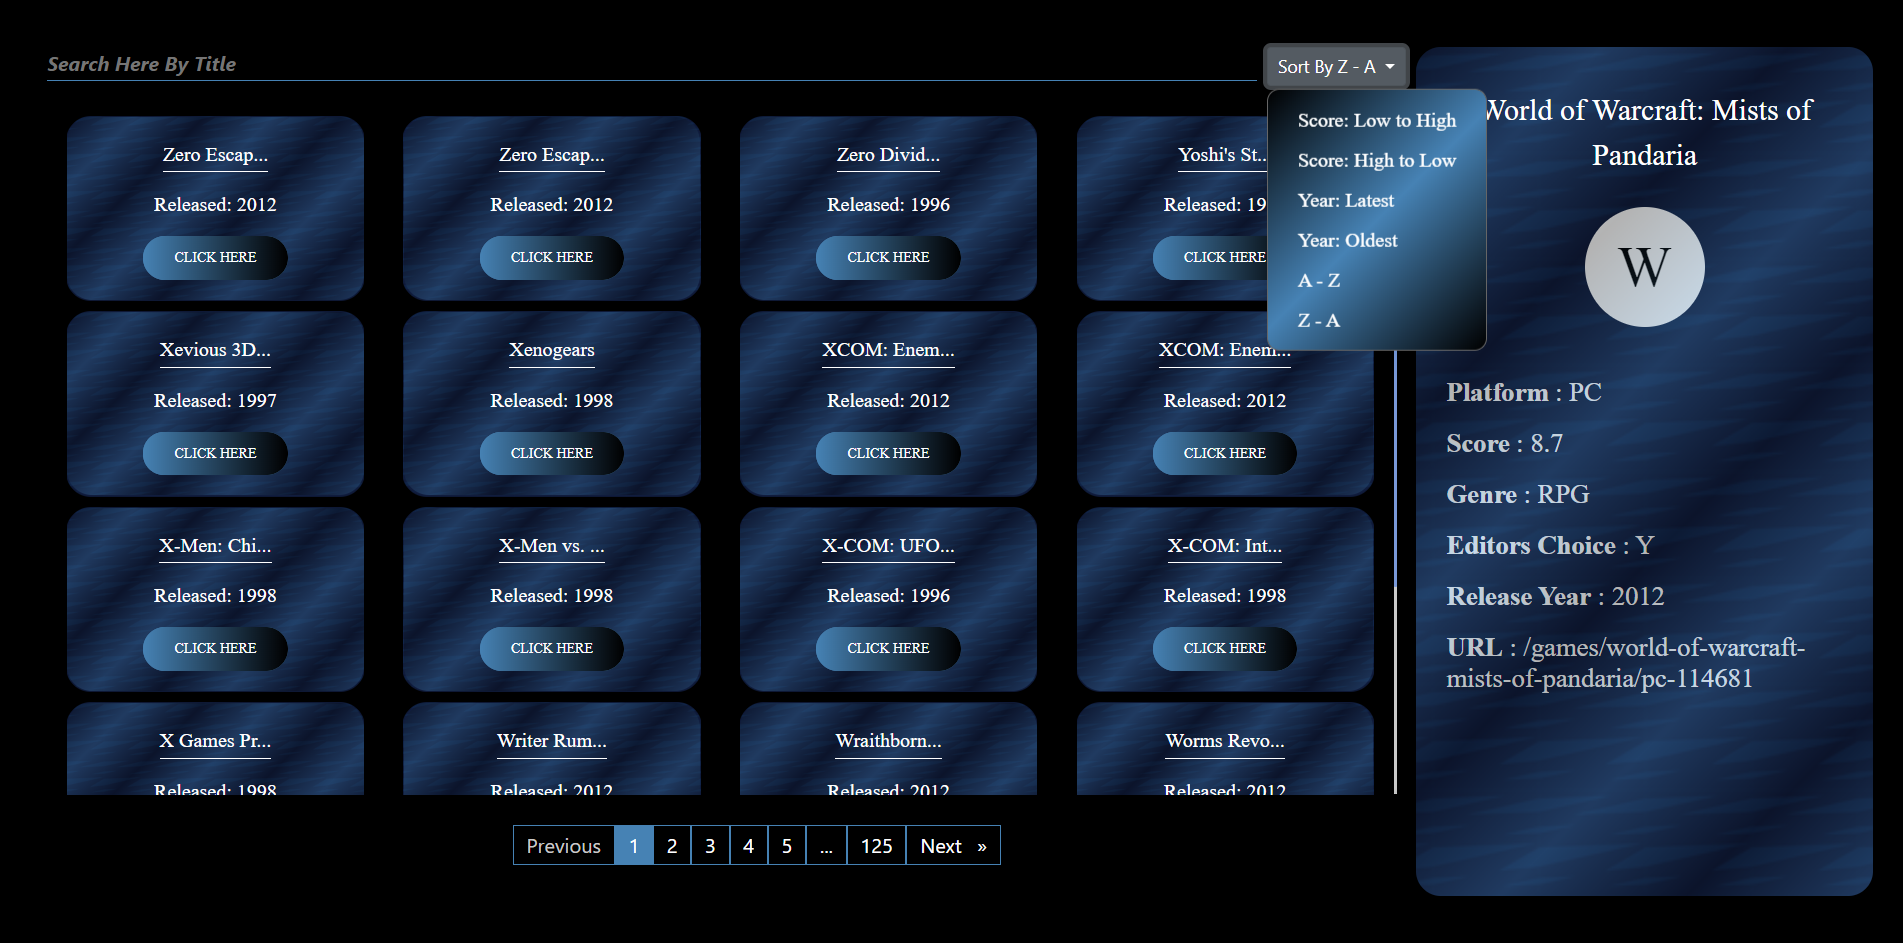 Search Here By Title
Sort By Z - A
Score: Low to High
Score: High to Low
Year: Latest
Year: Oldest
A - Z
Z - A
Zero Escap...
Released: 2012
CLICK HERE
Zero Escap...
Released: 2012
CLICK HERE
Zero Divid...
Released: 1996
CLICK HERE
Yoshi's St..
Released: 19
CLICK HERE
Xevious 3D...
Released: 1997
CLICK HERE
Xenogears
Released: 1998
CLICK HERE
XCOM: Enem...
Released: 2012
CLICK HERE
XCOM: Enem...
Released: 2012
CLICK HERE
X-Men: Chi...
Released: 1998
CLICK HERE
X-Men vs. ...
Released: 1998
CLICK HERE
X-COM: UFO...
Released: 1996
CLICK HERE
X-COM: Int...
Released: 1998
CLICK HERE
X Games Pr...
Released: 1998
Writer Rum...
Released: 2012
Wraithborn...
Released: 2012
Worms Revo...
Released: 2012
Previous 1 2 3 4 5 ... 125 Next »
World of Warcraft: Mists of
Pandaria
W
Platform : PC
Score : 8.7
Genre : RPG
Editors Choice : Y
Release Year : 2012
URL : /games/world-of-warcraft-
mists-of-pandaria/pc-114681